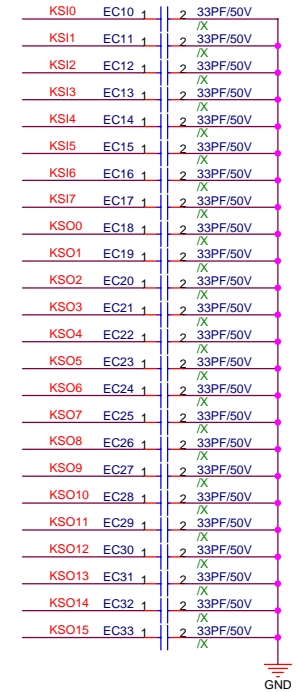 KSI0 EC10 1 2 33PF/50V
/X
KSI1 EC11 1 2 33PF/50V
/X
KSI2 EC12 1 2 33PF/50V
/X
KSI3 EC13 1 2 33PF/50V
/X
KSI4 EC14 1 2 33PF/50V
/X
KSI5 EC15 1 2 33PF/50V
/X
KSI6 EC16 1 2 33PF/50V
/X
KSI7 EC17 1 2 33PF/50V
/X
KSO0 EC18 1 2 33PF/50V
/X
KSO1 EC19 1 2 33PF/50V
/X
KSO2 EC20 1 2 33PF/50V
/X
KSO3 EC21 1 2 33PF/50V
/X
KSO4 EC22 1 2 33PF/50V
/X
KSO5 EC23 1 2 33PF/50V
/X
KSO6 EC24 1 2 33PF/50V
/X
KSO7 EC25 1 2 33PF/50V
/X
KSO8 EC26 1 2 33PF/50V
/X
KSO9 EC27 1 2 33PF/50V
/X
KSO10 EC28 1 2 33PF/50V
/X
KSO11 EC29 1 2 33PF/50V
/X
KSO12 EC30 1 2 33PF/50V
/X
KSO13 EC31 1 2 33PF/50V
/X
KSO14 EC32 1 2 33PF/50V
/X
KSO15 EC33 1 2 33PF/50V
/X
GND